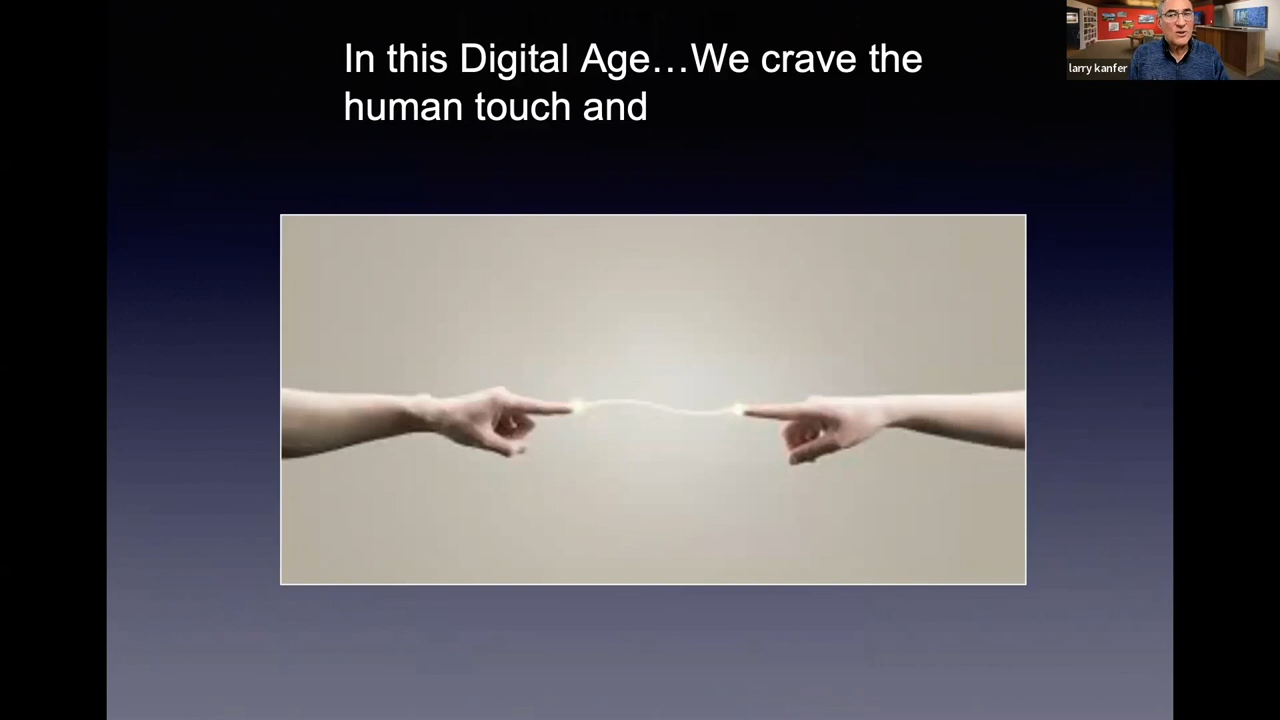 In this Digital Age…We crave the
human touch and
larry kanfer